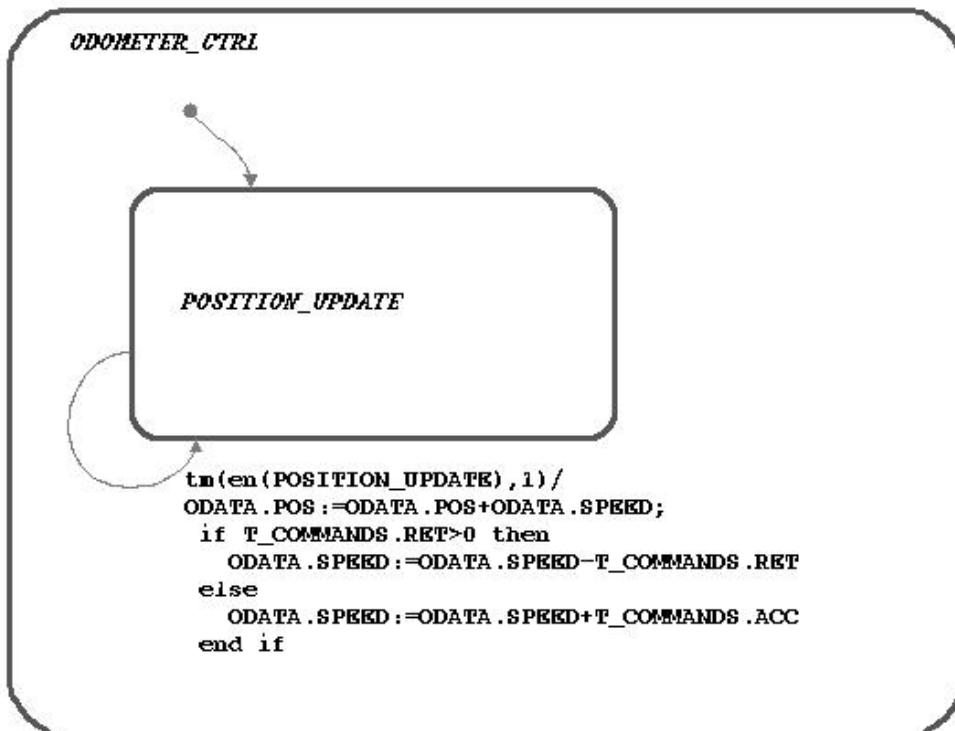 ODOMETER_CTRL
POSITION_UPDATE
tm(en(POSITION_UPDATE),1)/
ODATA.POS:=ODATA.POS+ODATA.SPEED;
if T_COMMANDS.RET>0 then
ODATA.SPEED:=ODATA.SPEED-T_COMMANDS.RET
else
ODATA.SPEED:=ODATA.SPEED+T_COMMANDS.ACC
end if